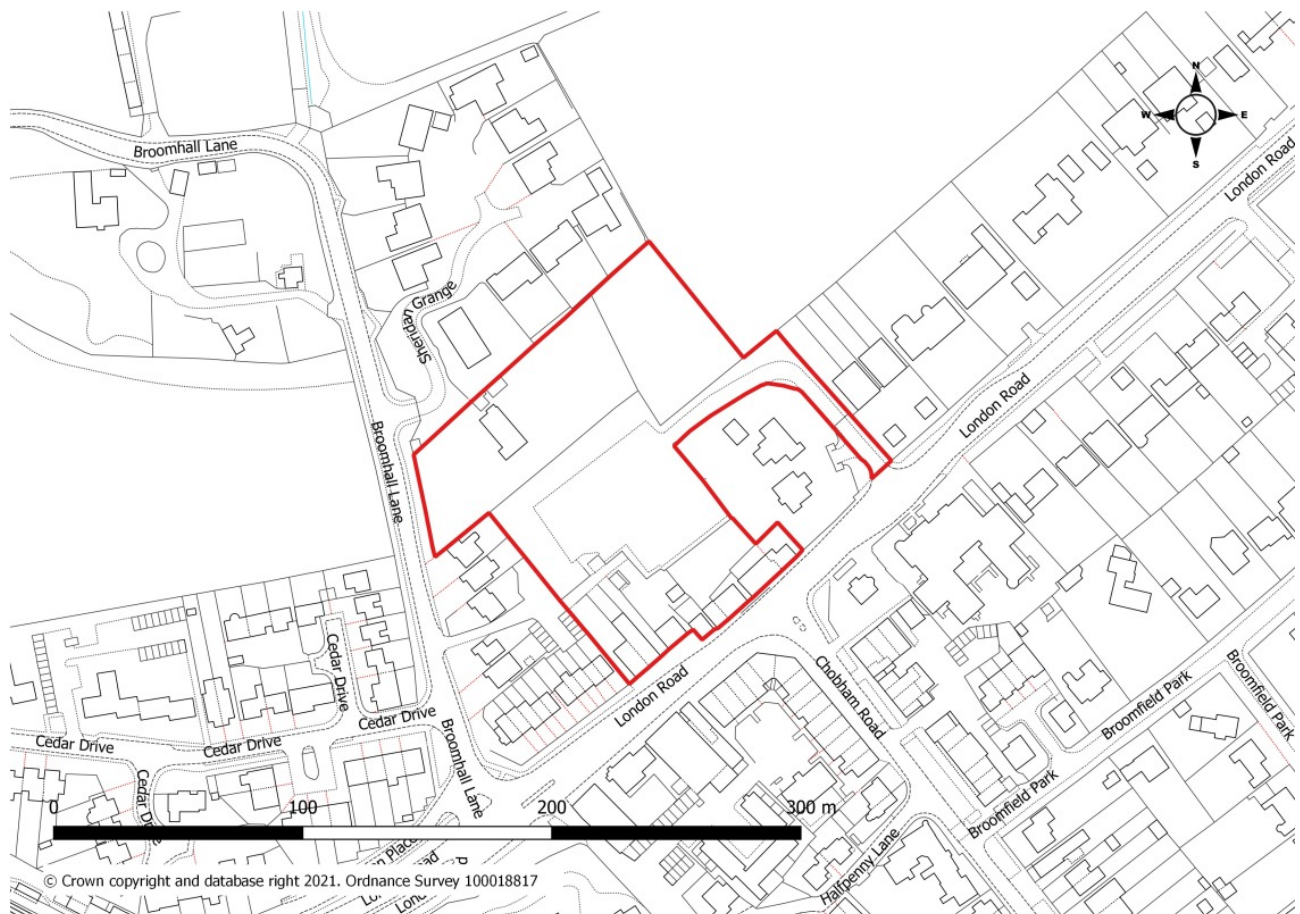 N
W E
S
London Road
Broomhall Lane
Sheridan
Grange
London Road
Broomhall Lane
Cedar Drive
Cedar Drive
Cedar Drive
Cedar Drive
Broomhall Lane
London Road
Chobham Road
Broomfield Park
Broomfield Park
Broomfield Park
Halfpenny Lane
0 100 200 300 m
© Crown copyright and database right 2021. Ordnance Survey 100018817